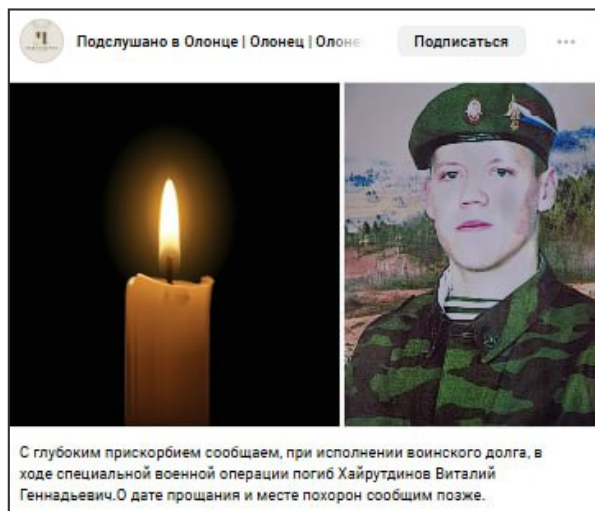 Подслушано в Олонце | Олонец | Олоне
Подписаться
С глубоким прискорбием сообщаем, при исполнении воинского долга, в
ходе специальной военной операции погиб Хайрутдинов Виталий
Геннадьевич.О дате прощания и месте похорон сообщим позже.